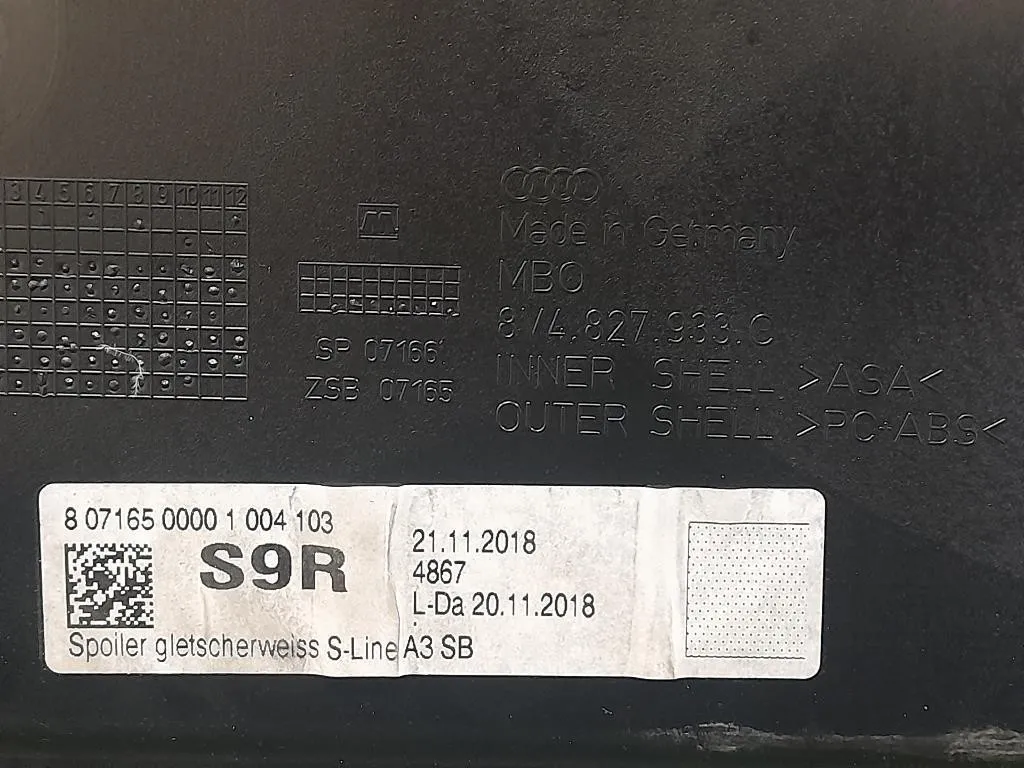 3 4 5 6 7 8 9 10 11 12
Made in Germany
MBO
8V4.827.933.C
SP 07166
INNER SHELL >ASA<
ZSB 07165
OUTER SHELL >PC+ABS<
8 07165 0000 1 004 103
S9R
21.11.2018
4867
L-Da 20.11.2018
Spoiler gletscherweiss S-Line A3 SB